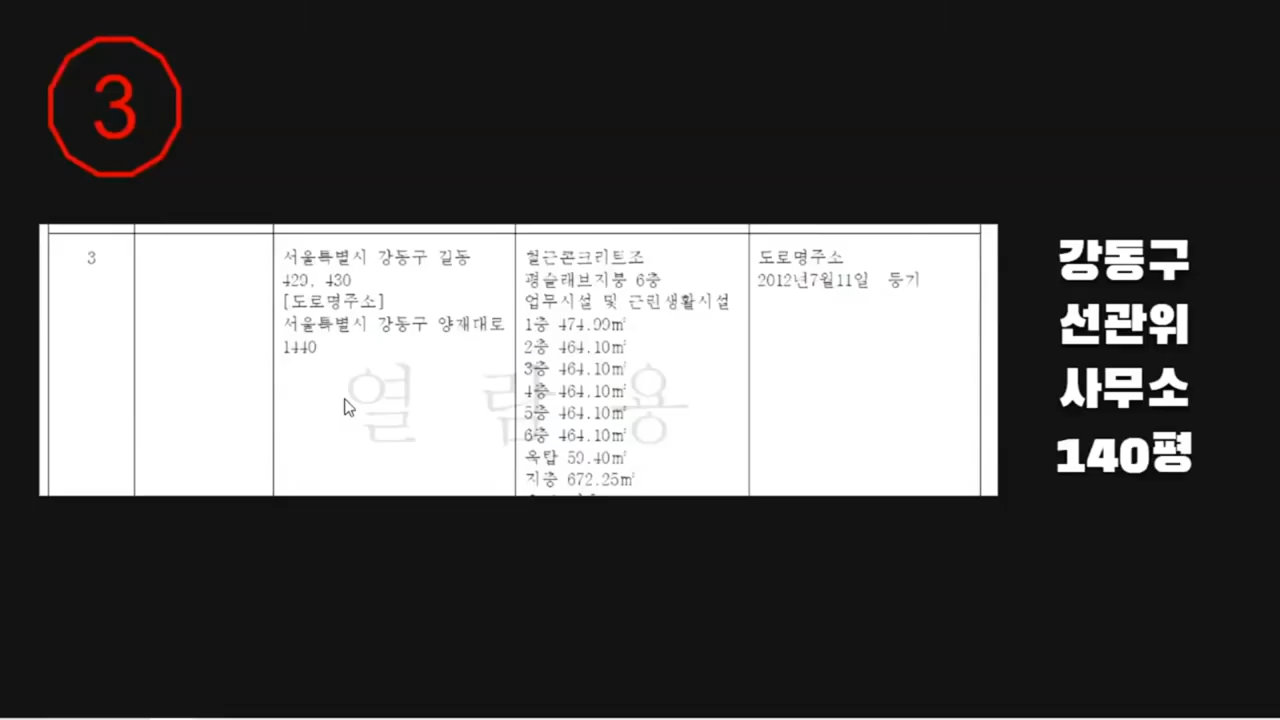 3
3
서울특별시 강동구 길동
429, 430
[도로명주소]
서울특별시 강동구 양재대로
1440
철근콘크리트조
평슬래브지붕 6층
업무시설 및 근린생활시설
1층 474.99㎡
2층 464.10㎡
3층 464.10㎡
4층 464.10㎡
5층 464.10㎡
6층 464.10㎡
옥탑 59.40㎡
지층 672.25㎡
도로명주소
2012년7월11일 등기
열람용
강동구
선관위
사무소
140평